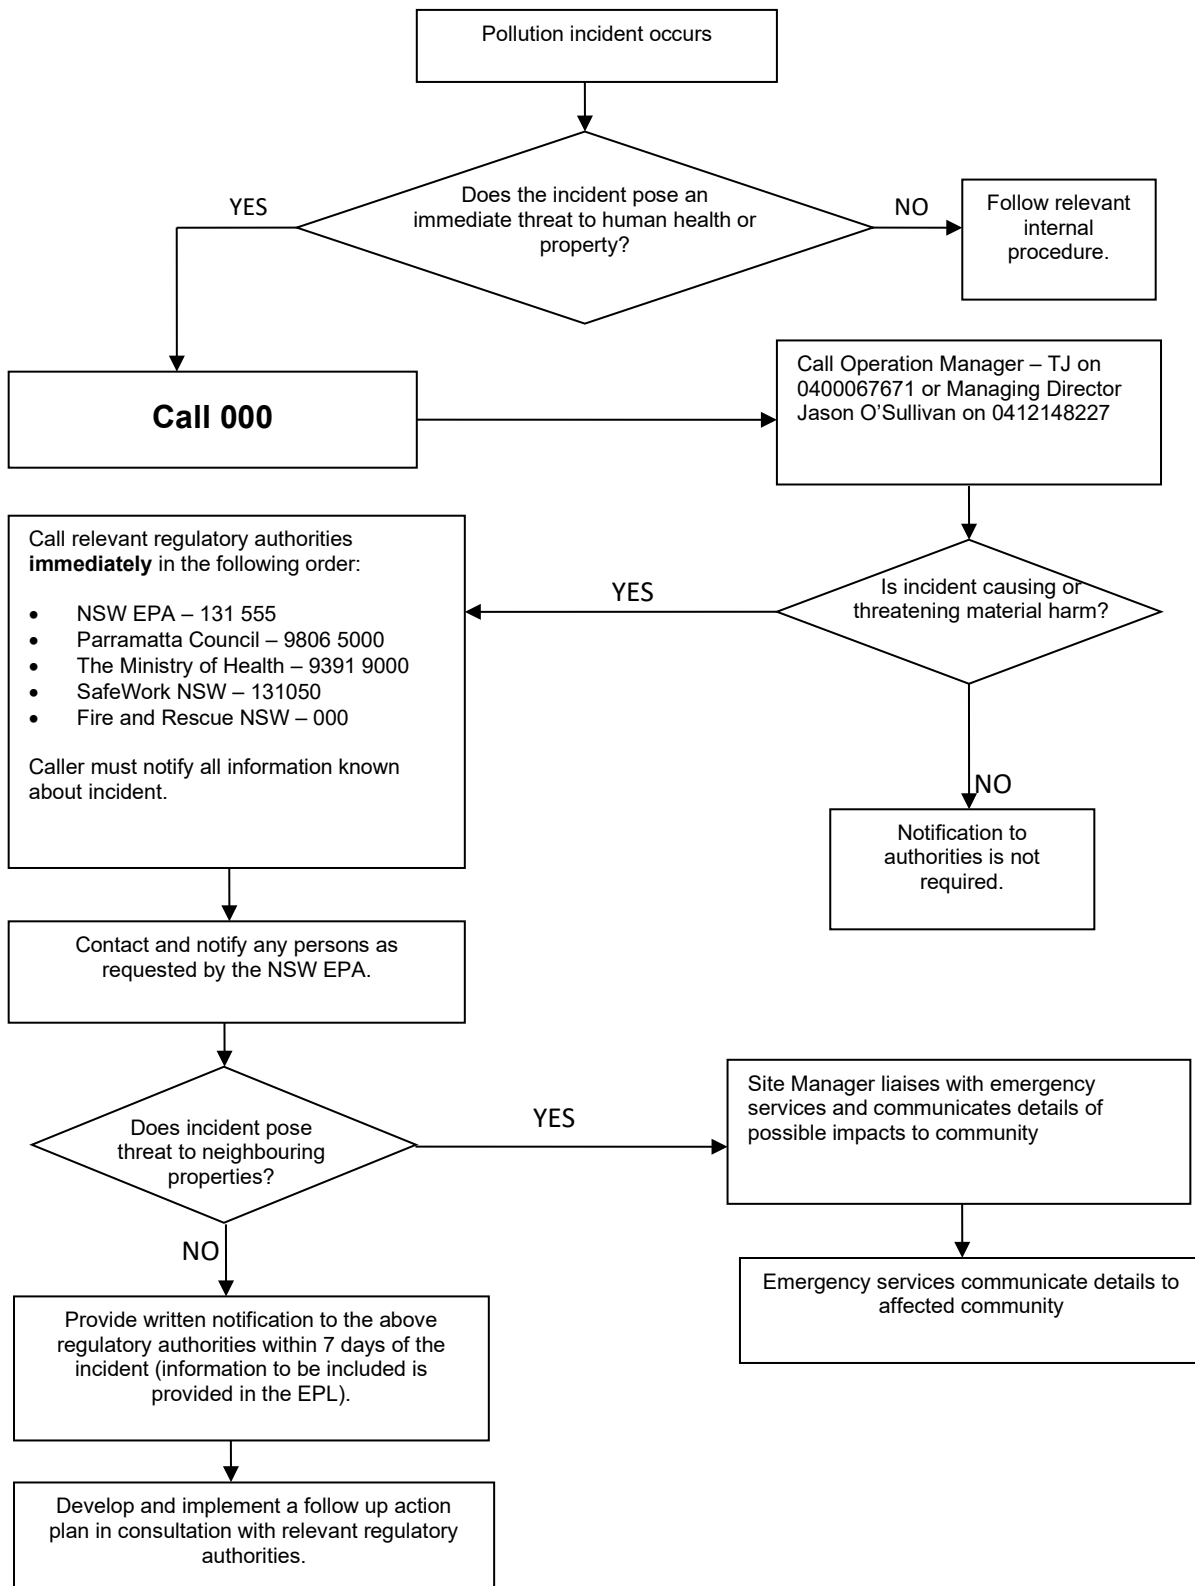 Pollution incident occurs
Does the incident pose an
immediate threat to human health or
property?
YES
NO
Follow relevant
internal
procedure.
Call 000
Call Operation Manager – TJ on
0400067671 or Managing Director
Jason O’Sullivan on 0412148227
Is incident causing or
threatening material harm?
YES
NO
Call relevant regulatory authorities
immediately in the following order:
• NSW EPA – 131 555
• Parramatta Council – 9806 5000
• The Ministry of Health – 9391 9000
• SafeWork NSW – 131050
• Fire and Rescue NSW – 000
Caller must notify all information known
about incident.
Notification to
authorities is not
required.
Contact and notify any persons as
requested by the NSW EPA.
Does incident pose
threat to neighbouring
properties?
YES
NO
Site Manager liaises with emergency
services and communicates details of
possible impacts to community
Emergency services communicate details to
affected community
Provide written notification to the above
regulatory authorities within 7 days of the
incident (information to be included is
provided in the EPL).
Develop and implement a follow up action
plan in consultation with relevant regulatory
authorities.